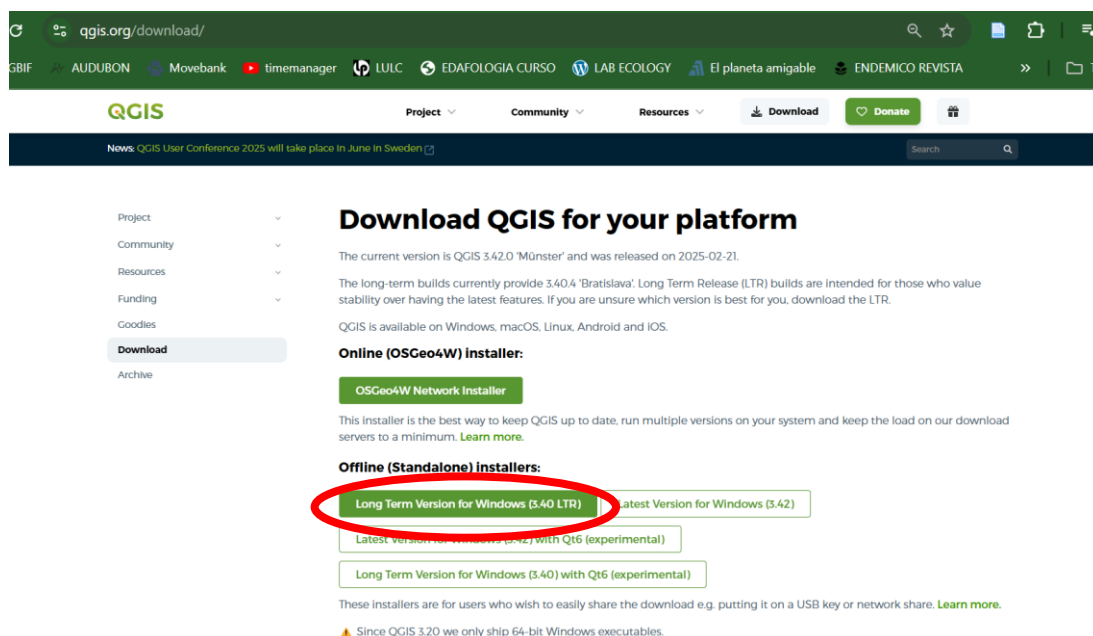 qgis.org/download/
GBIF AUDUBON Movebank timemanager LULC EDAFOLOGIA CURSO LAB ECOLOGY El planeta amigable ENDEMICO REVISTA »
QGIS Project Community Resources Download Donate
News: QGIS User Conference 2025 will take place in June in Sweden Search
Project
Community
Resources
Funding
Goodies
Download
Archive
Download QGIS for your platform
The current version is QGIS 3.42.0 'Münster' and was released on 2025-02-21.
The long-term builds currently provide 3.40.4 'Bratislava'. Long Term Release (LTR) builds are intended for those who value
stability over having the latest features. If you are unsure which version is best for you, download the LTR.
QGIS is available on Windows, macOS, Linux, Android and iOS.
Online (OSGeo4W) installer:
OSGeo4W Network Installer
This installer is the best way to keep QGIS up to date, run multiple versions on your system and keep the load on our download
servers to a minimum. Learn more.
Offline (Standalone) installers:
Long Term Version for Windows (3.40 LTR) Latest Version for Windows (3.42)
Latest Version for Windows (3.42) with Qt6 (experimental)
Long Term Version for Windows (3.40) with Qt6 (experimental)
These installers are for users who wish to easily share the download e.g. putting it on a USB key or network share. Learn more.
Since QGIS 3.20 we only ship 64-bit Windows executables.